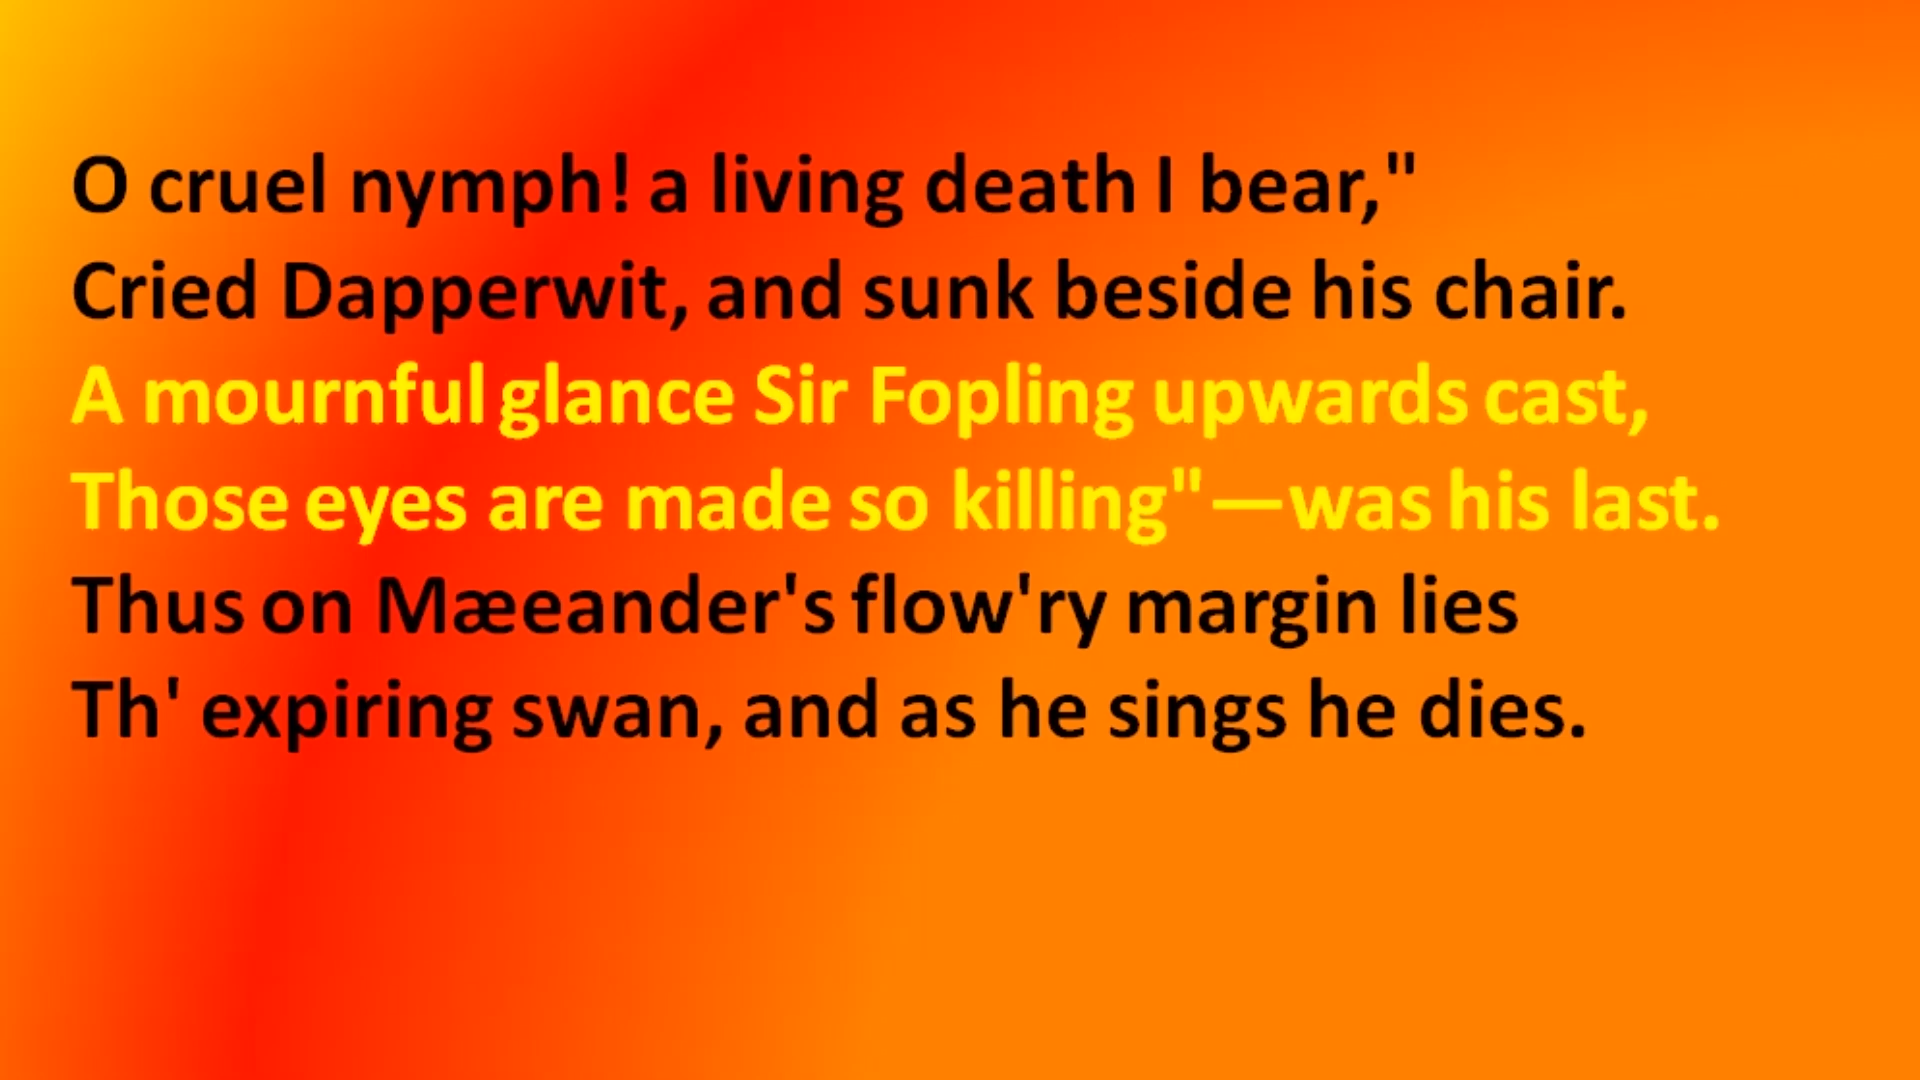 O cruel nymph! a living death I bear,"
Cried Dapperwit, and sunk beside his chair.
A mournful glance Sir Fopling upwards cast,
Those eyes are made so killing"—was his last.
Thus on Mæeander's flow'ry margin lies
Th' expiring swan, and as he sings he dies.